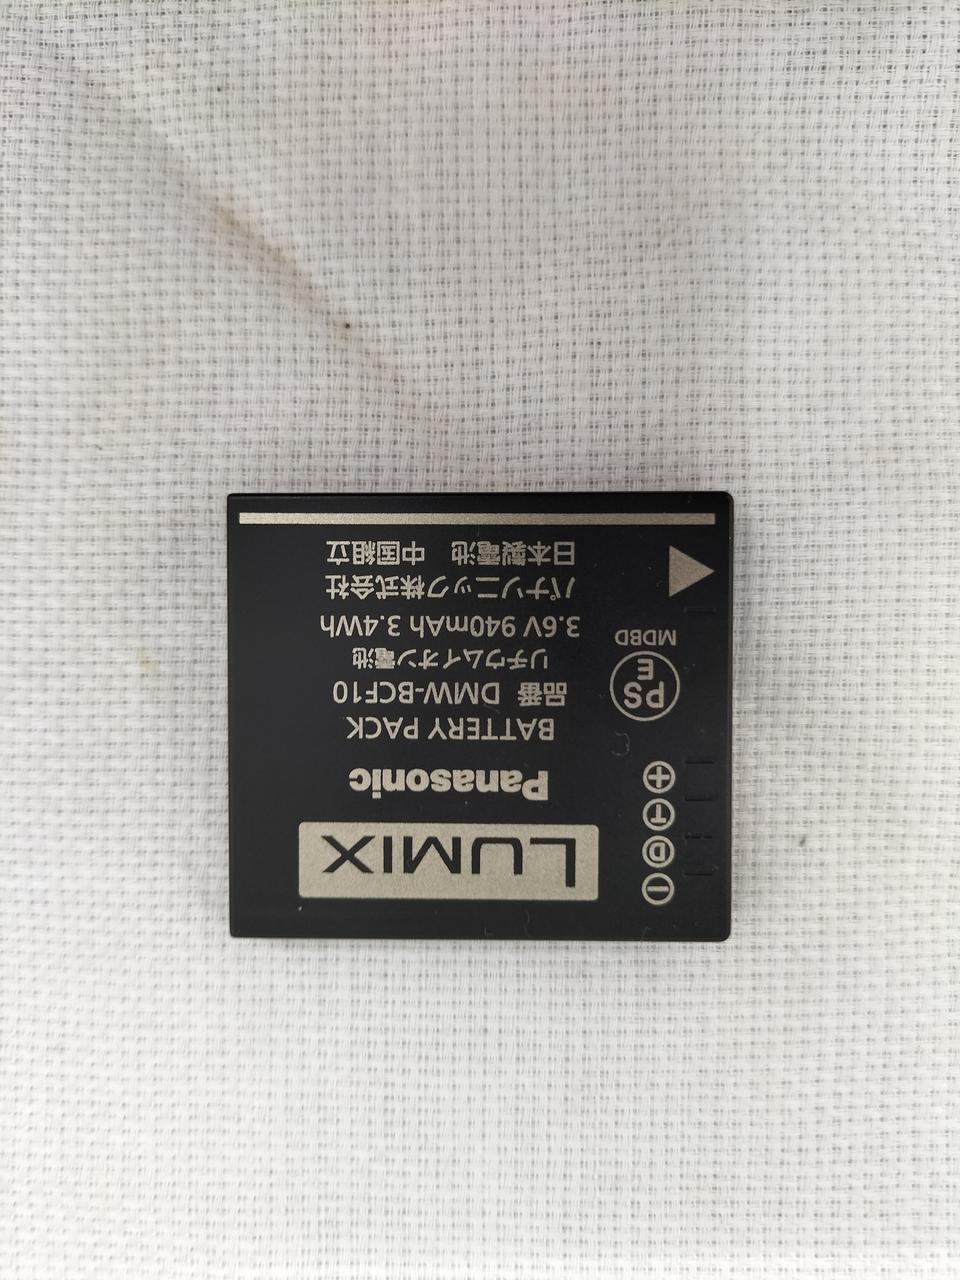 LUMIX
Panasonic
BATTERY PACK
品番 DMW-BCF10
リチウムイオン電池
3.6V 940mAh 3.4Wh
パナソニック株式会社
日本製電池 中国組立
− D T +
PS
E
MDBD